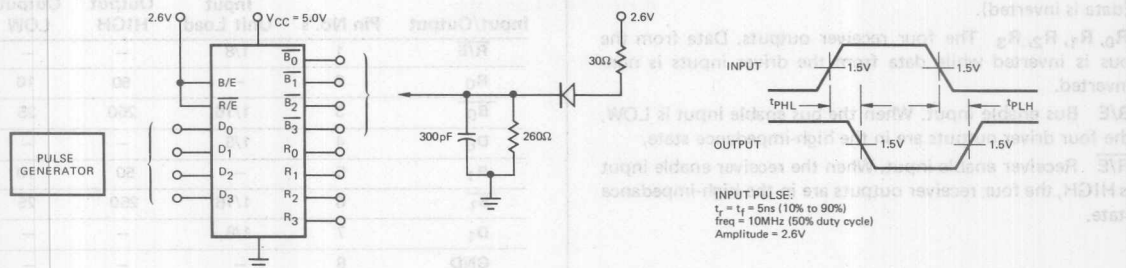 2.6V
V_CC = 5.0V
B/E
R̅/̅E̅
D₀
D₁
D₂
D₃
B̅₀
B̅₁
B̅₂
B̅₃
R₀
R₁
R₂
R₃
PULSE
GENERATOR
300pF
260Ω
30Ω
2.6V
INPUT
1.5V
1.5V
tPHL
tPLH
OUTPUT
1.5V
1.5V
INPUT PULSE:
t_r = t_f = 5ns (10% to 90%)
freq = 10MHz (50% duty cycle)
Amplitude = 2.6V